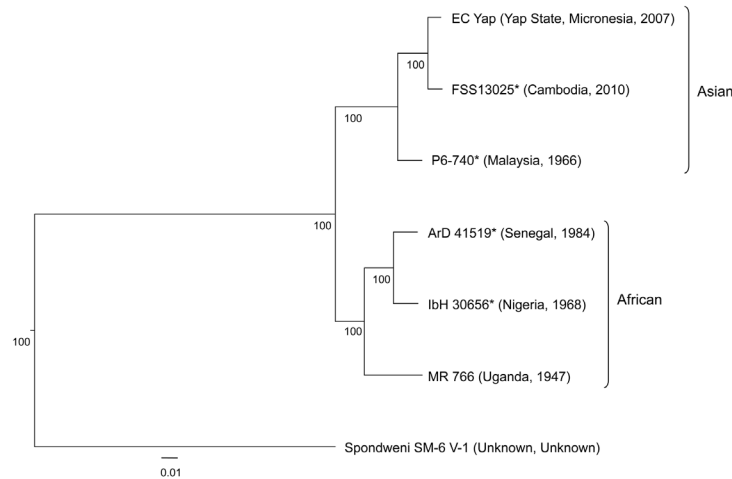 EC Yap (Yap State, Micronesia, 2007)
100
FSS13025* (Cambodia, 2010)
Asian
100
P6-740* (Malaysia, 1966)
100
ArD 41519* (Senegal, 1984)
100
IbH 30656* (Nigeria, 1968)
African
100
100
MR 766 (Uganda, 1947)
Spondweni SM-6 V-1 (Unknown, Unknown)
0.01